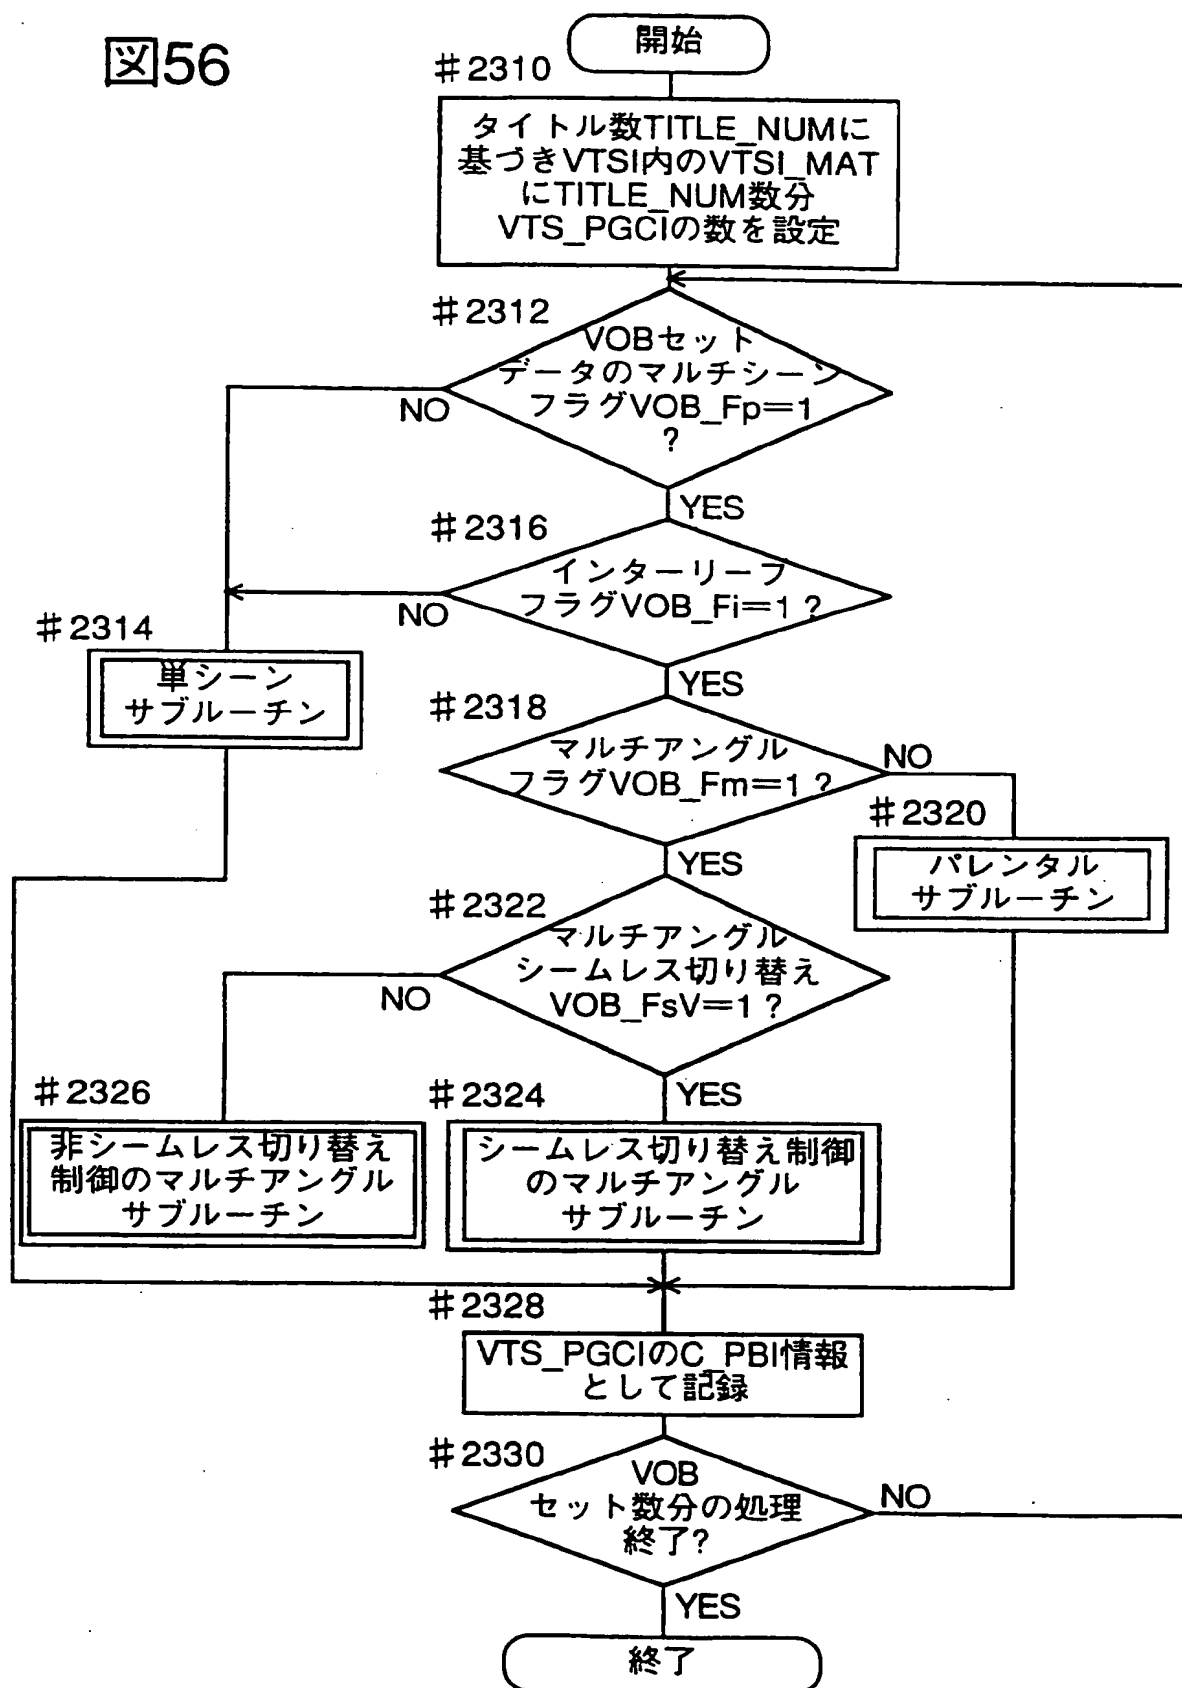 図56
開始
#2310
タイトル数TITLE_NUMに
基づきVTSI内のVTSI_MAT
にTITLE_NUM数分
VTS_PGCIの数を設定
#2312
VOBセット
データのマルチシーン
フラグVOB_Fp=1
?
NO
YES
#2316
インターリーフ
フラグVOB_Fi=1?
NO
YES
#2314
単シーン
サブルーチン
#2318
マルチアングル
フラグVOB_Fm=1?
NO
YES
#2320
パレンタル
サブルーチン
#2322
マルチアングル
シームレス切り替え
VOB_FsV=1?
NO
YES
#2326
非シームレス切り替え
制御のマルチアングル
サブルーチン
#2324
シームレス切り替え制御
のマルチアングル
サブルーチン
#2328
VTS_PGCIのC_PBI情報
として記録
#2330
VOB
セット数分の処理
終了?
NO
YES
終了